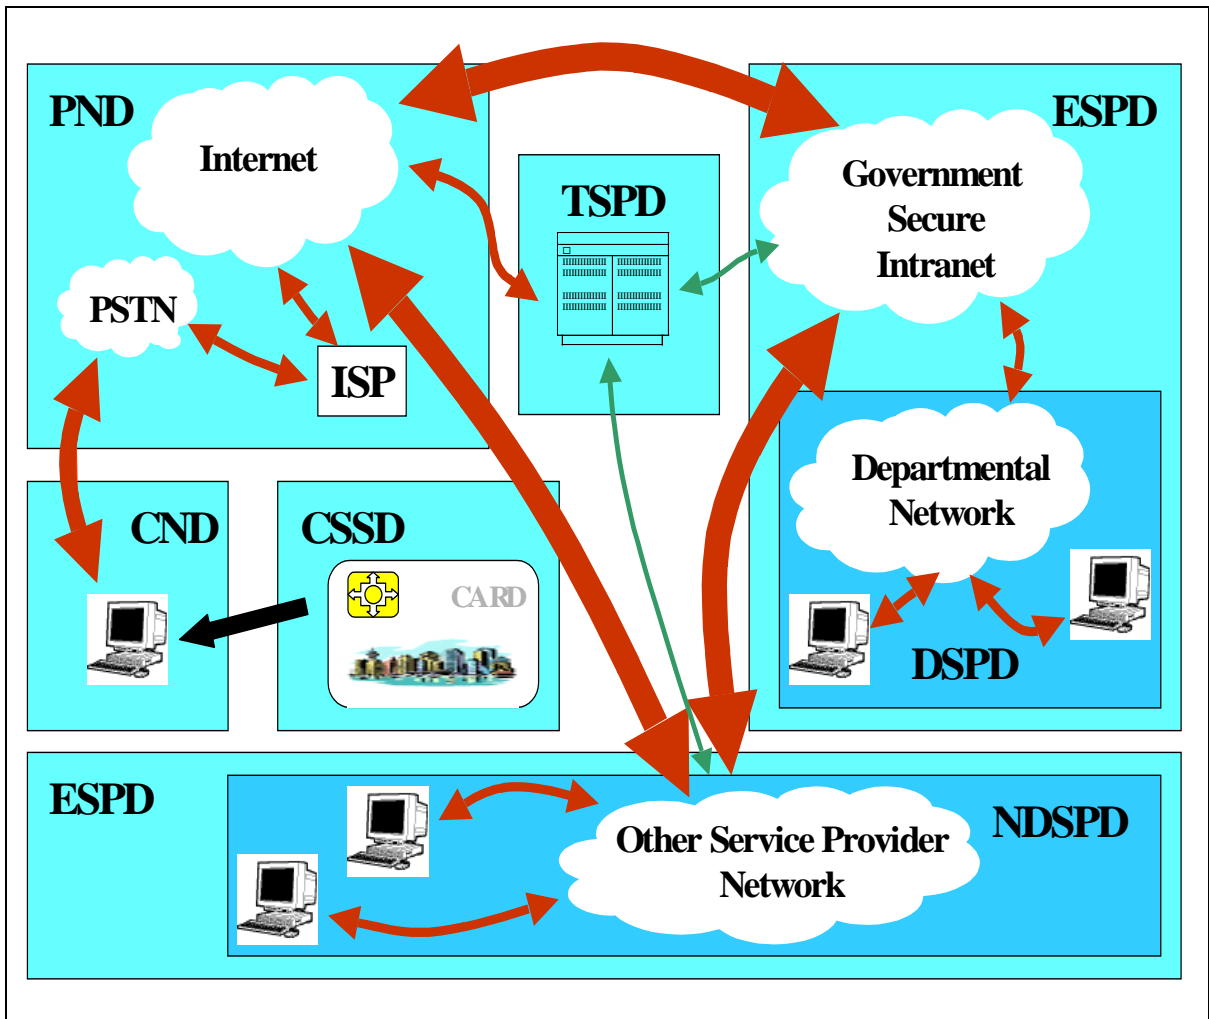 PND
Internet
PSTN
ISP
TSPD
ESPD
Government
Secure
Intranet
Departmental
Network
DSPD
CND
CSSD
CARD
ESPD
NDSPD
Other Service Provider
Network